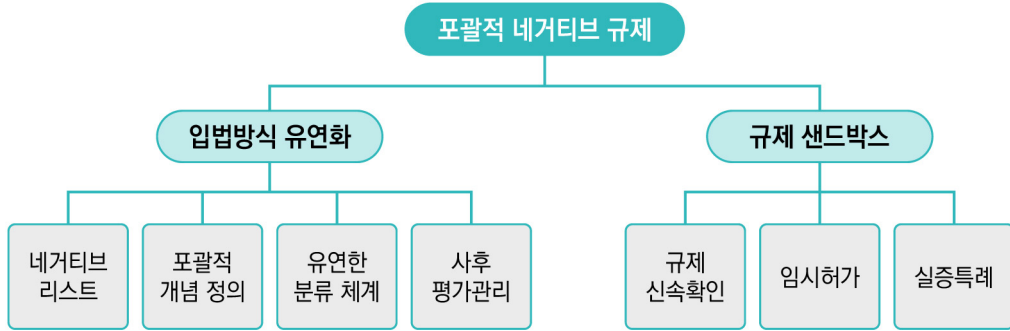 포괄적 네거티브 규제
입법방식 유연화
규제 샌드박스
네거티브
리스트
포괄적
개념 정의
유연한
분류 체계
사후
평가관리
규제
신속확인
임시허가
실증특례